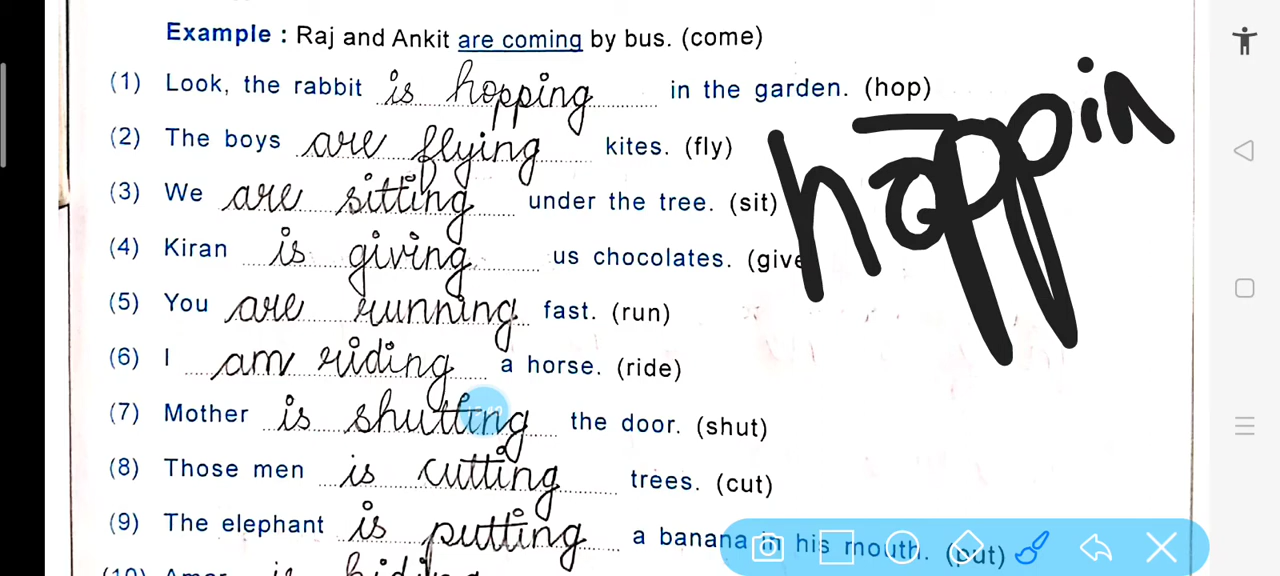 Example : Raj and Ankit are coming by bus. (come)
(1) Look, the rabbit is hopping in the garden. (hop)
hoppin
(2) The boys are flying kites. (fly)
(3) We are sitting under the tree. (sit)
(4) Kiran is giving us chocolates. (give
(5) You are running fast. (run)
(6) I am riding a horse. (ride)
(7) Mother is shutting the door. (shut)
(8) Those men is cutting trees. (cut)
(9) The elephant is putting a banana in his mouth. (put)
(10) Amar is hiding